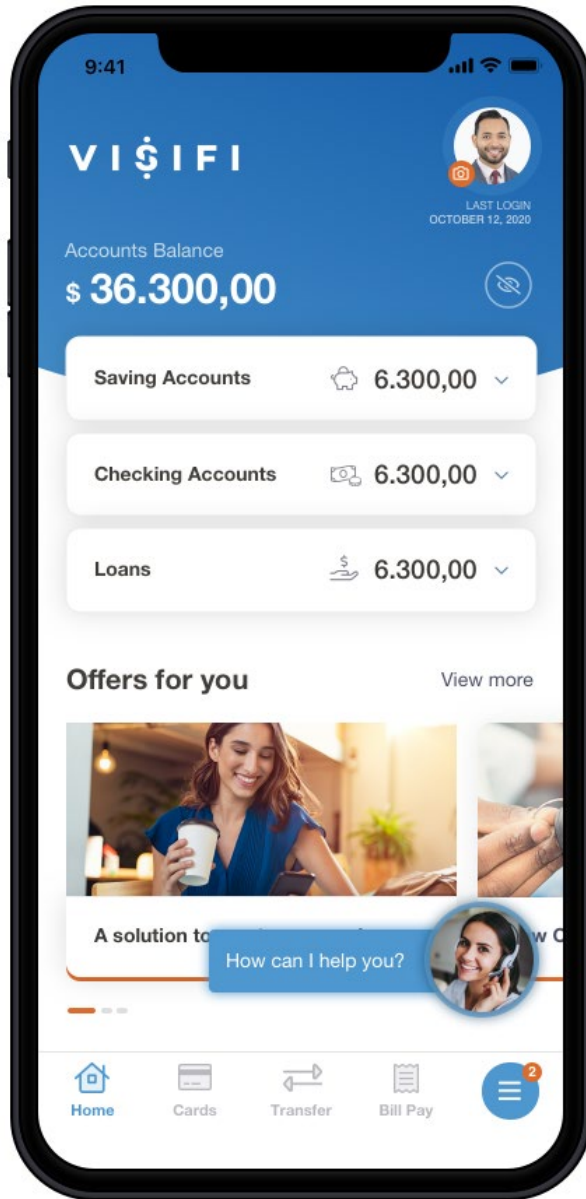 9:41
VISIFI
LAST LOGIN
OCTOBER 12, 2020
Accounts Balance
$ 36.300,00
Saving Accounts 6.300,00
Checking Accounts 6.300,00
Loans $ 6.300,00
Offers for you View more
A solution to
How can I help you?
2
Home Cards Transfer Bill Pay